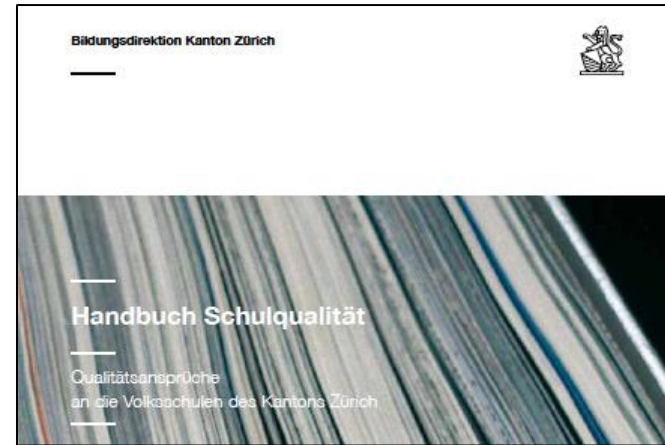 Bildungsdirektion Kanton Zürich
Handbuch Schulqualität
Qualitätsansprüche
an die Volksschulen des Kantons Zürich